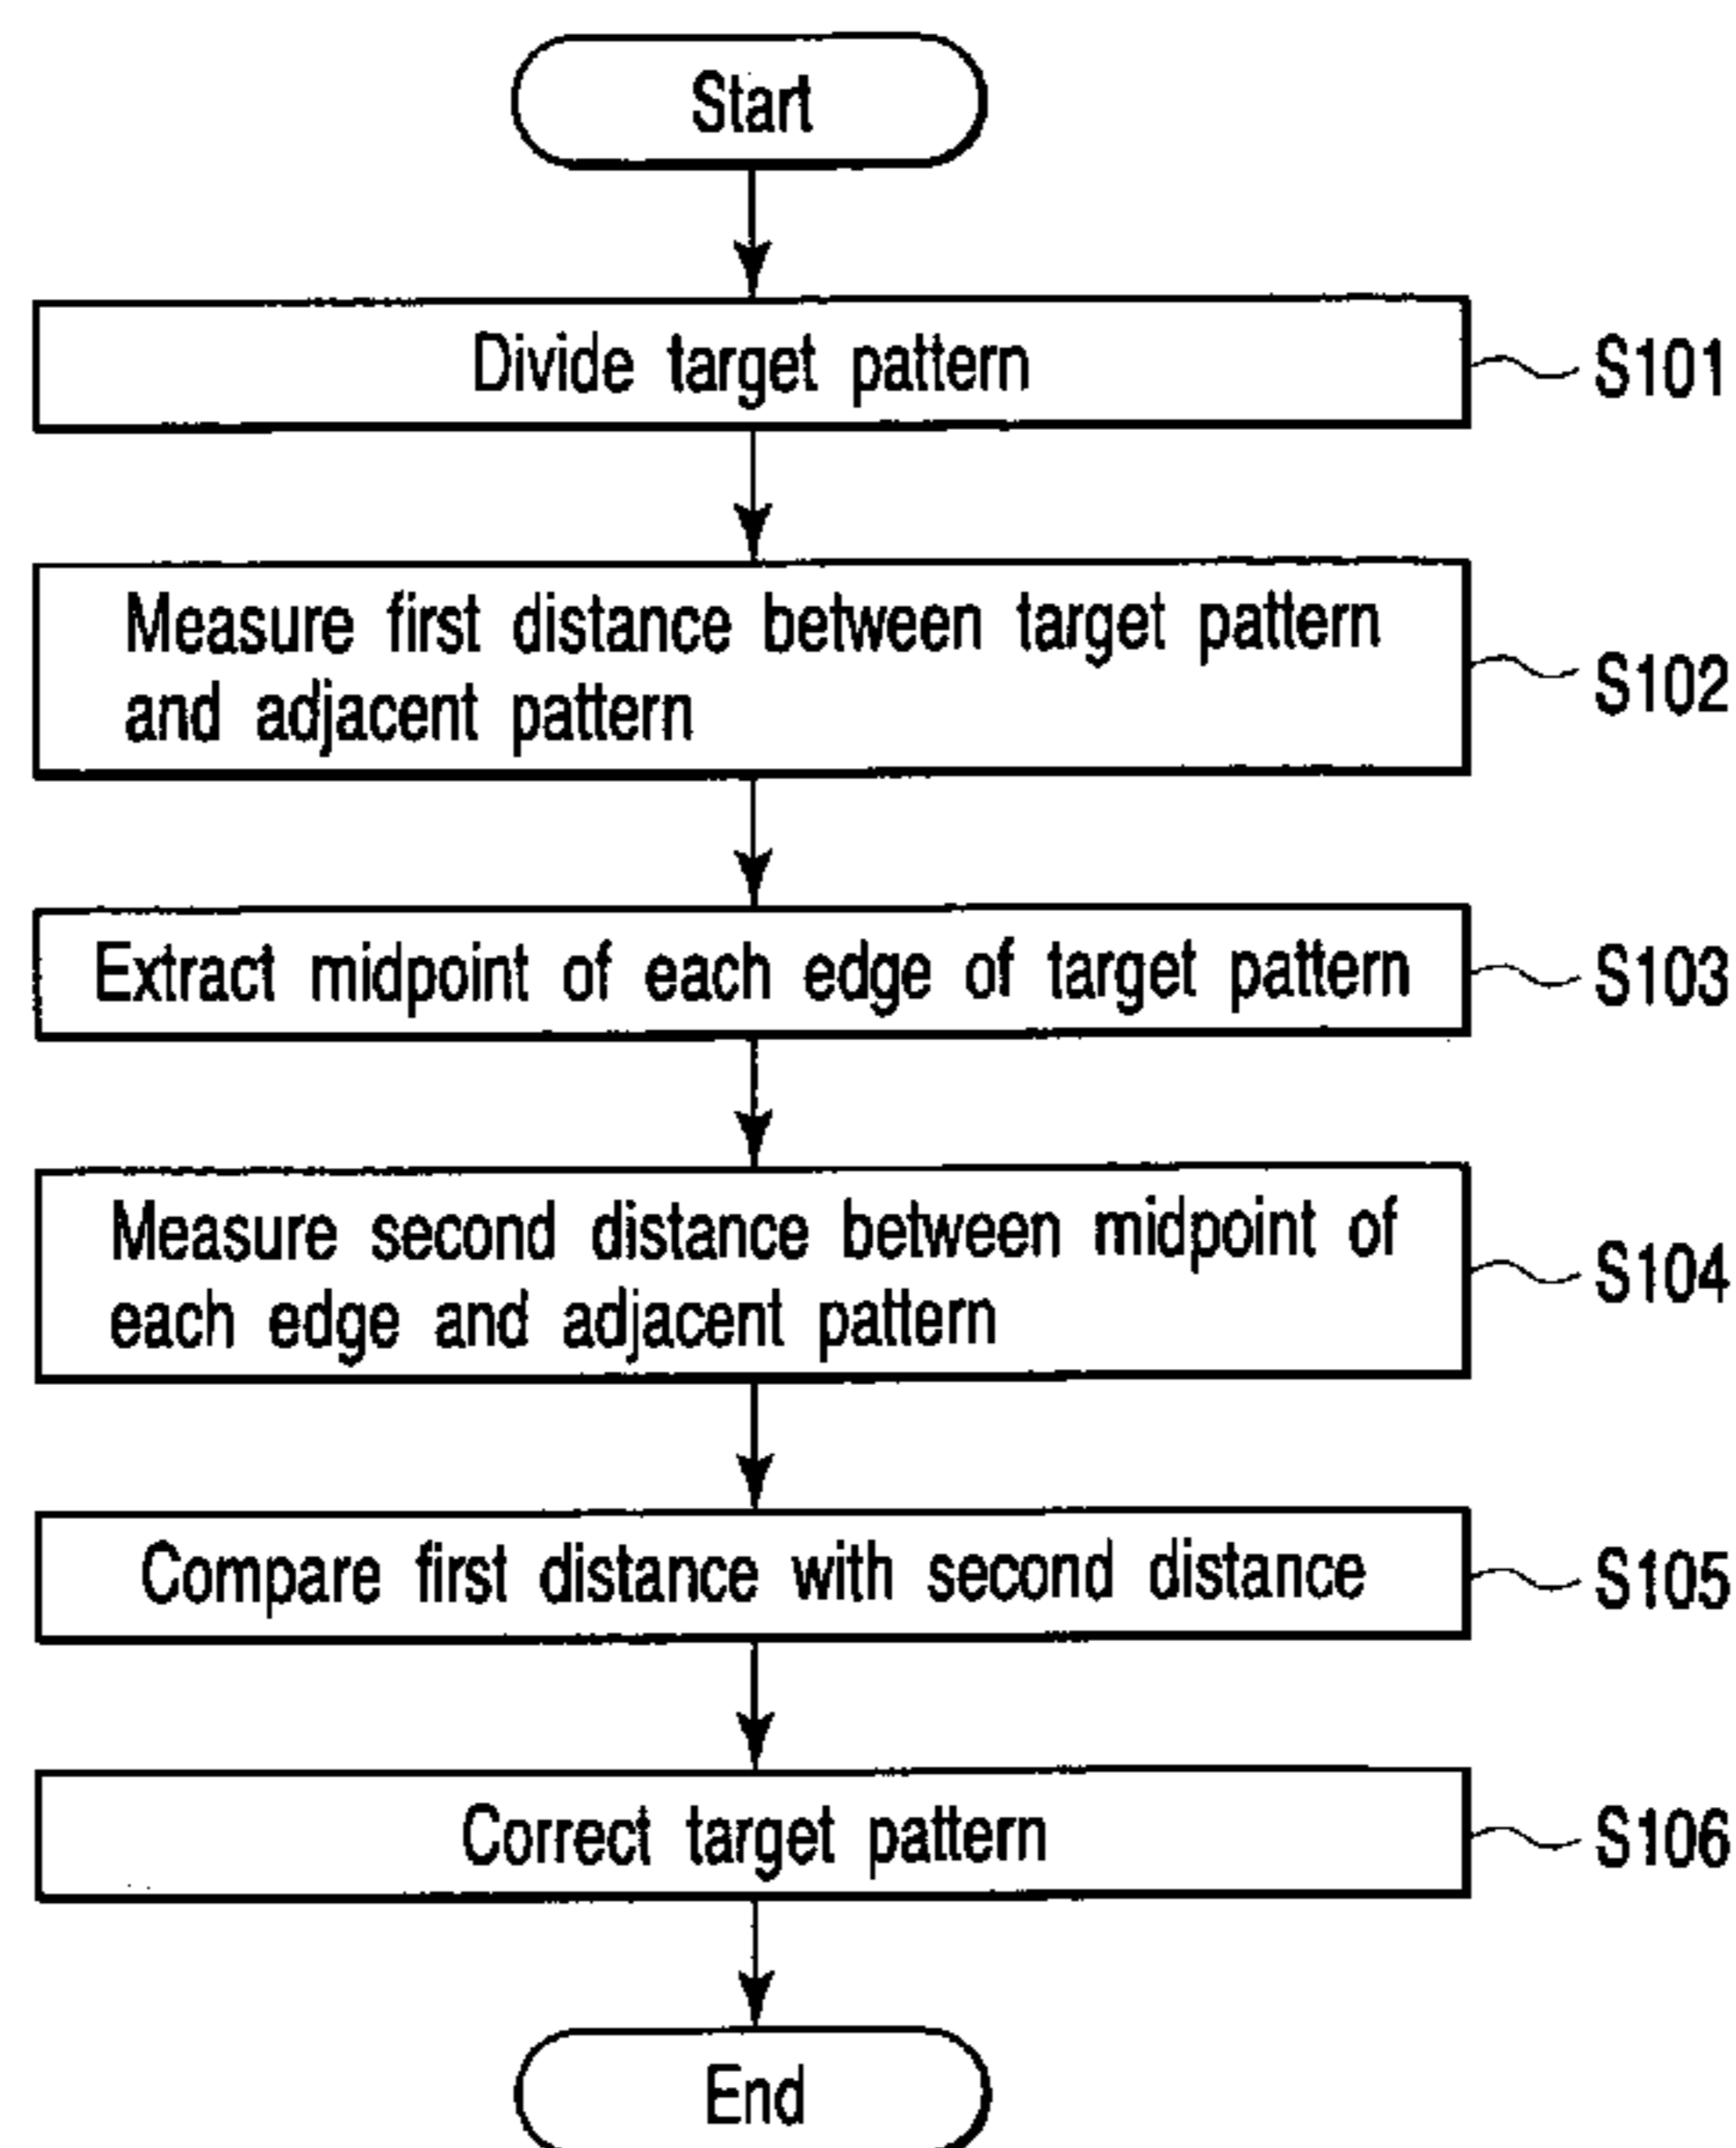 Start
Divide target pattern
S101
Measure first distance between target pattern
and adjacent pattern
S102
Extract midpoint of each edge of target pattern
S103
Measure second distance between midpoint of
each edge and adjacent pattern
S104
Compare first distance with second distance
S105
Correct target pattern
S106
End